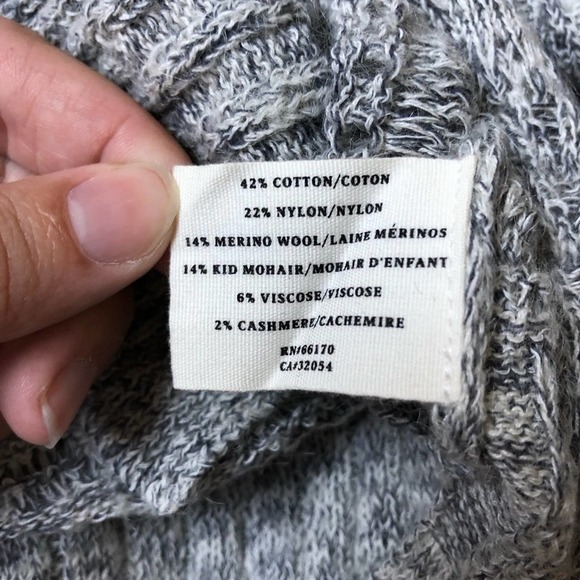 42% COTTON/COTON
22% NYLON/NYLON
14% MERINO WOOL/LAINE MÉRINOS
14% KID MOHAIR/MOHAIR D'ENFANT
6% VISCOSE/VISCOSE
2% CASHMERE/CACHEMIRE
RN#66170
CA#32054